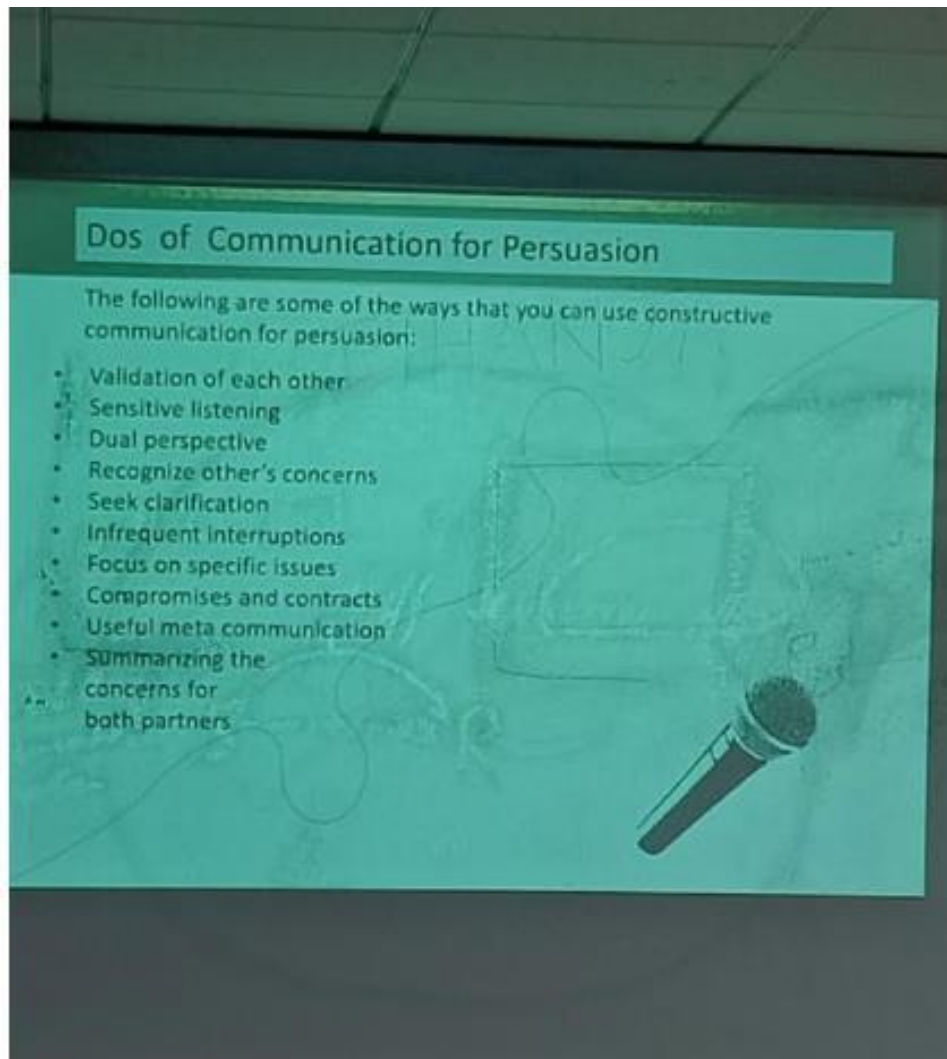 Dos of Communication for Persuasion
The following are some of the ways that you can use constructive
communication for persuasion:
• Validation of each other
• Sensitive listening
• Dual perspective
• Recognize other's concerns
• Seek clarification
• Infrequent interruptions
• Focus on specific issues
• Compromises and contracts
• Useful meta communication
• Summarizing the
concerns for
both partners